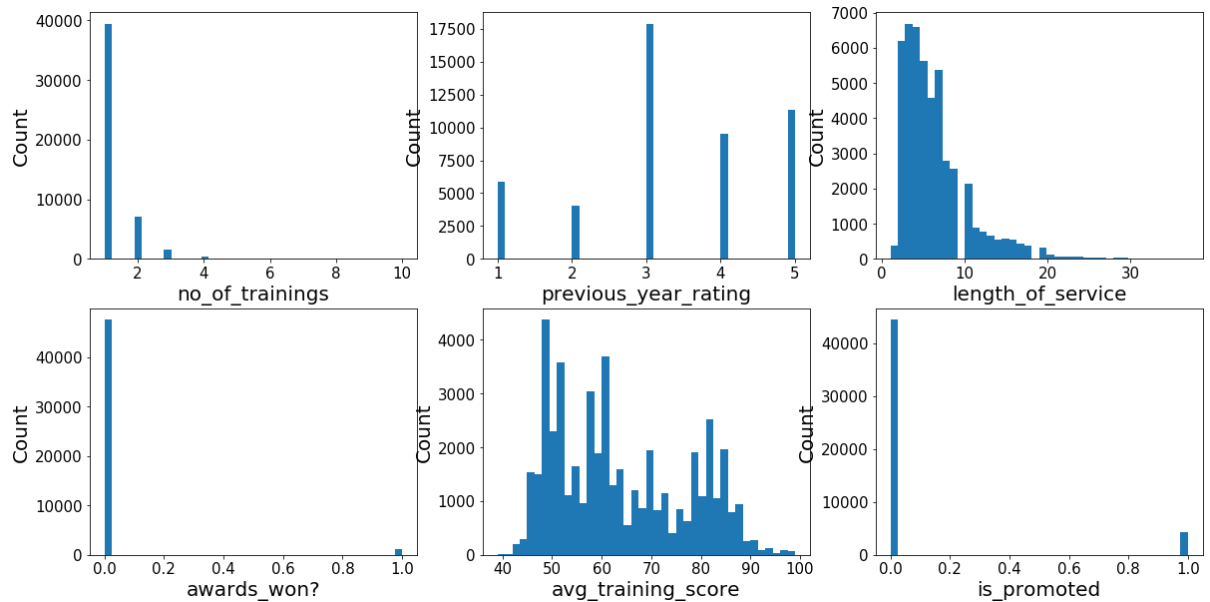 40000
30000
20000
10000
0
Count
2 4 6 8 10
no_of_trainings
17500
15000
12500
10000
7500
5000
2500
0
Count
1 2 3 4 5
previous_year_rating
7000
6000
5000
4000
3000
2000
1000
0
Count
0 10 20 30
length_of_service
40000
30000
20000
10000
0
Count
0.0 0.2 0.4 0.6 0.8 1.0
awards_won?
4000
3000
2000
1000
0
Count
40 50 60 70 80 90 100
avg_training_score
40000
30000
20000
10000
0
Count
0.0 0.2 0.4 0.6 0.8 1.0
is_promoted